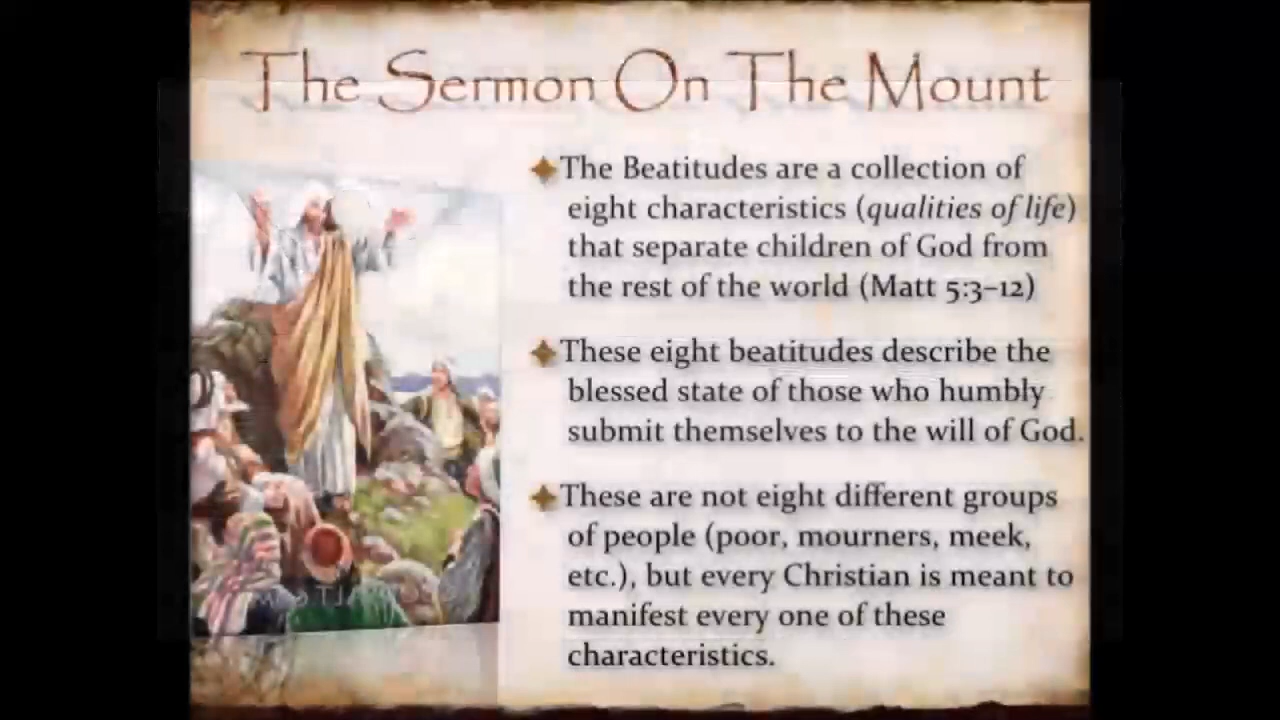 The Sermon On The Mount
The Beatitudes are a collection of
eight characteristics (qualities of life)
that separate children of God from
the rest of the world (Matt 5:3–12)
These eight beatitudes describe the
blessed state of those who humbly
submit themselves to the will of God.
These are not eight different groups
of people (poor, mourners, meek,
etc.), but every Christian is meant to
manifest every one of these
characteristics.